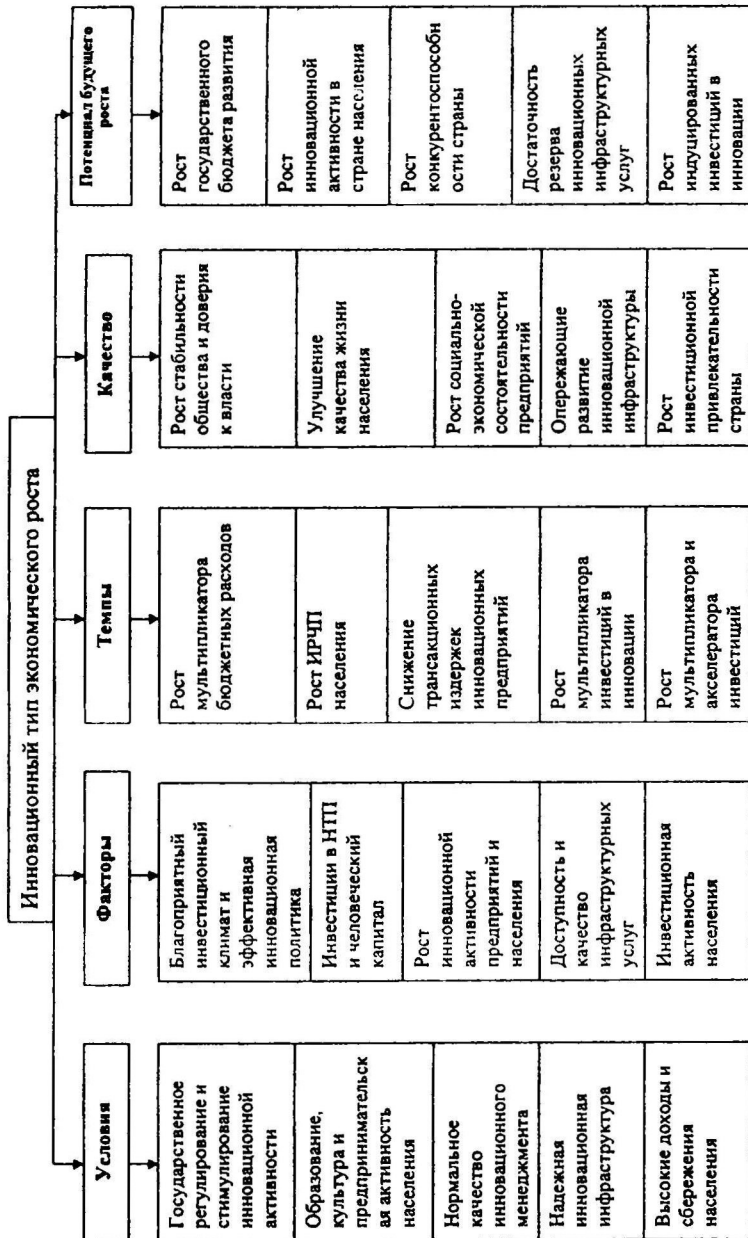 Инновационный тип экономического роста
Условия
Государственное
регулирование и
стимулирование
инновационной
активности
Образование,
культура и
предпринимательск
ая активность
населения
Нормальное
качество
инновационного
менеджмента
Надежная
инновационная
инфраструктура
Высокие доходы и
сбережения
населения
Факторы
Благоприятный
инвестиционный
климат и
эффективная
инновационная
политика
Инвестиции в НТП
и человеческий
капитал
Рост
инновационной
активности
предприятий и
населения
Доступность и
качество
инфраструктурных
услуг
Инвестиционная
активность
населения
Темпы
Рост
мультипликатора
бюджетных расходов
Рост ИРЧП
населения
Снижение
трансакционных
издержек
инновационных
предприятий
Рост
мультипликатора
инвестиций в
инновации
Рост
мультипликатора и
акселератора
инвестиций
Качество
Рост стабильности
общества и доверия
к власти
Улучшение
качества жизни
населения
Рост социально-
экономической
состоятельности
предприятий
Опережающие
развитие
инновационной
инфраструктуры
Рост
инвестиционной
привлекательности
страны
Потенциал будущего
роста
Рост
государственного
бюджета развития
Рост
инновационной
активности в
стране населения
Рост
конкурентоспособн
ости страны
Достаточность
резерва
инновационных
инфраструктурных
услуг
Рост
индуцированных
инвестиций в
инновации